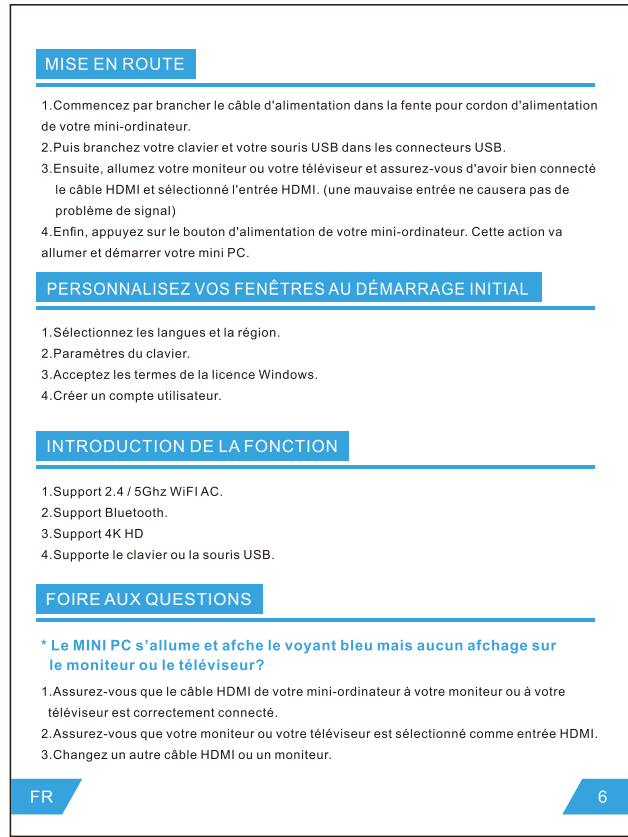 MISE EN ROUTE
1.Commencez par brancher le câble d'alimentation dans la fente pour cordon d'alimentation
de votre mini-ordinateur.
2.Puis branchez votre clavier et votre souris USB dans les connecteurs USB.
3.Ensuite, allumez votre moniteur ou votre téléviseur et assurez-vous d'avoir bien connecté
le câble HDMI et sélectionné l'entrée HDMI. (une mauvaise entrée ne causera pas de
problème de signal)
4.Enfin, appuyez sur le bouton d'alimentation de votre mini-ordinateur. Cette action va
allumer et démarrer votre mini PC.
PERSONNALISEZ VOS FENÊTRES AU DÉMARRAGE INITIAL
1.Sélectionnez les langues et la région.
2.Paramètres du clavier.
3.Acceptez les termes de la licence Windows.
4.Créer un compte utilisateur.
INTRODUCTION DE LA FONCTION
1.Support 2.4 / 5Ghz WiFI AC.
2.Support Bluetooth.
3.Support 4K HD
4.Supporte le clavier ou la souris USB.
FOIRE AUX QUESTIONS
* Le MINI PC s’allume et afche le voyant bleu mais aucun afchage sur
le moniteur ou le téléviseur?
1.Assurez-vous que le câble HDMI de votre mini-ordinateur à votre moniteur ou à votre
téléviseur est correctement connecté.
2.Assurez-vous que votre moniteur ou votre téléviseur est sélectionné comme entrée HDMI.
3.Changez un autre câble HDMI ou un moniteur.
FR
6